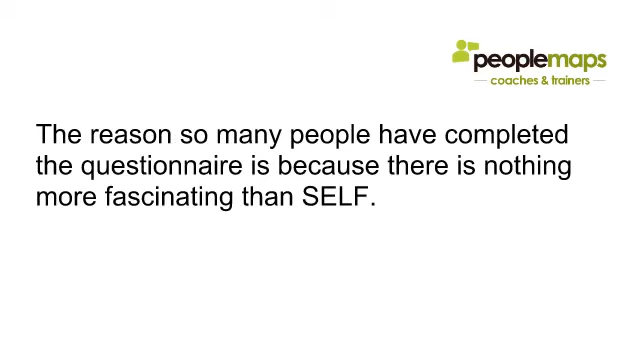 peoplemaps
coaches & trainers
The reason so many people have completed
the questionnaire is because there is nothing
more fascinating than SELF.